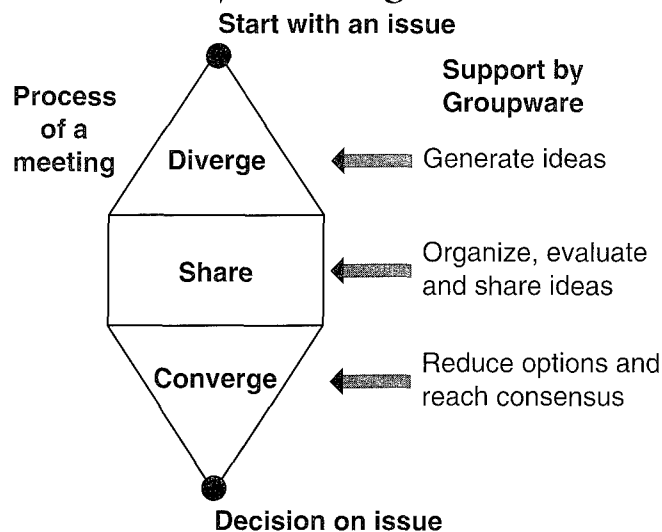 Start with an issue
Process
of a
meeting
Support by
Groupware
Diverge
Generate ideas
Share
Organize, evaluate
and share ideas
Converge
Reduce options and
reach consensus
Decision on issue